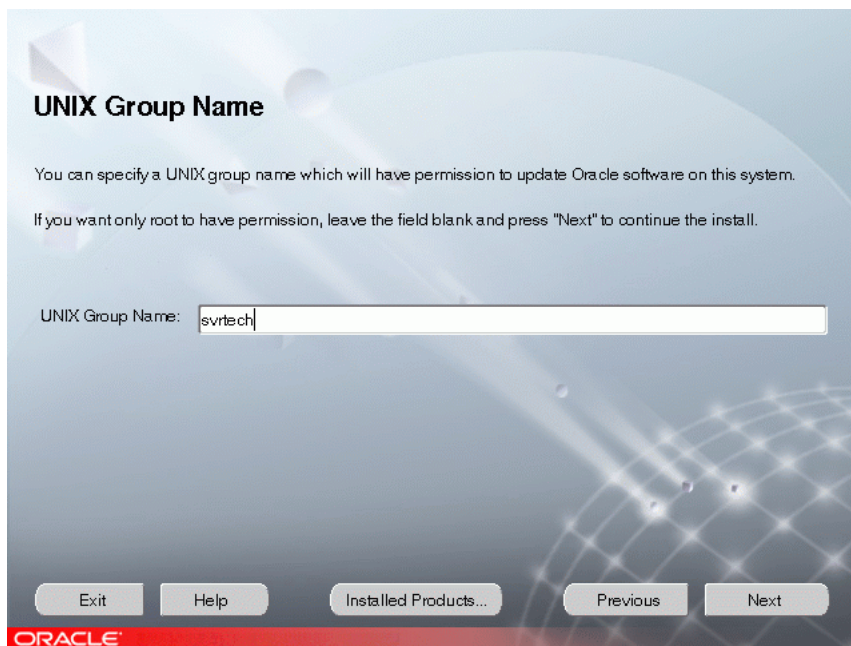 UNIX Group Name
You can specify a UNIX group name which will have permission to update Oracle software on this system.
If you want only root to have permission, leave the field blank and press "Next" to continue the install.
UNIX Group Name: svrtech
Exit Help Installed Products... Previous Next
ORACLE